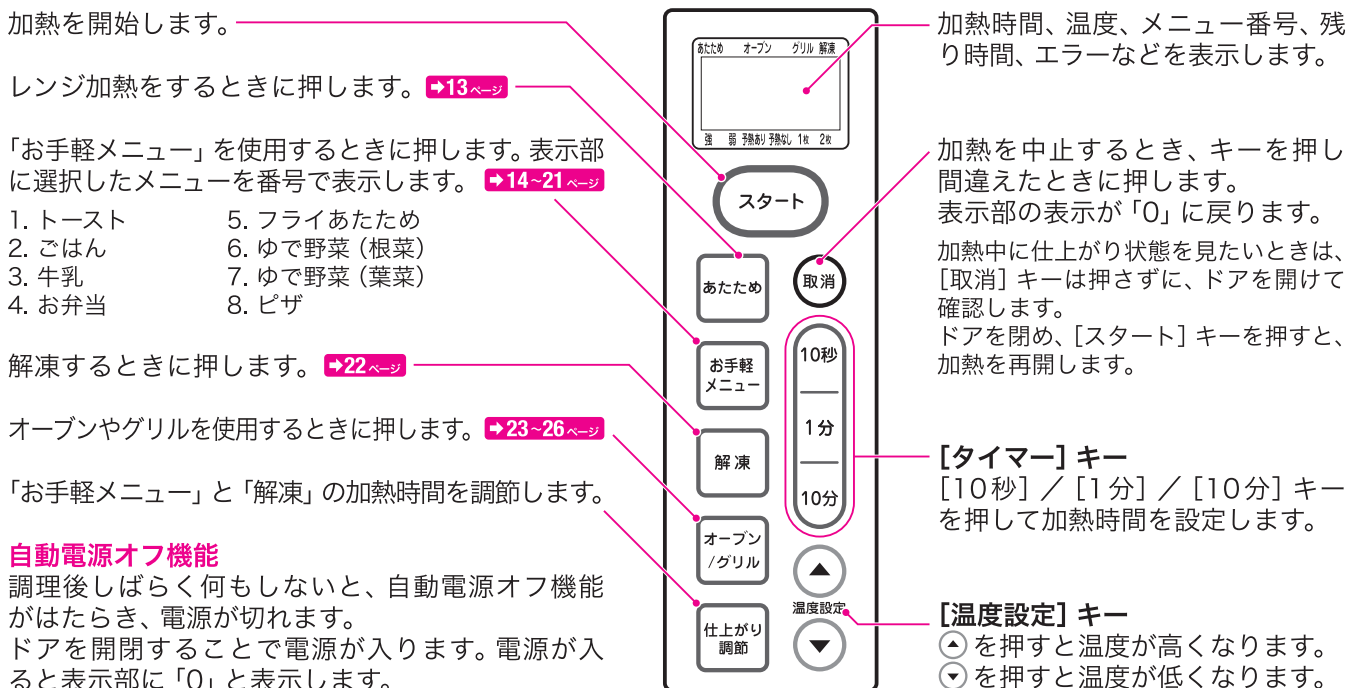 加熱を開始します。
レンジ加熱をするときに押します。 ➡13ページ
「お手軽メニュー」を使用するときに押します。表示部
に選択したメニューを番号で表示します。 ➡14~21ページ
1. トースト 5. フライあたため
2. ごはん 6. ゆで野菜（根菜）
3. 牛乳 7. ゆで野菜（葉菜）
4. お弁当 8. ピザ
解凍するときに押します。 ➡22ページ
オーブンやグリルを使用するときに押します。 ➡23~26ページ
「お手軽メニュー」と「解凍」の加熱時間を調節します。
自動電源オフ機能
調理後しばらく何もしないと、自動電源オフ機能
がはたらき、電源が切れます。
ドアを開閉することで電源が入ります。電源が入
ると表示部に「0」と表示します。
あたため オーブン グリル 解凍
強 弱 予熱あり 予熱なし 1枚 2枚
スタート
あたため
取消
お手軽
メニュー
10秒
1分
10分
解凍
オーブン
/グリル
温度設定
仕上がり
調節
加熱時間、温度、メニュー番号、残
り時間、エラーなどを表示します。
加熱を中止するとき、キーを押し
間違えたときに押します。
表示部の表示が「0」に戻ります。
加熱中に仕上がり状態を見たいときは、
［取消］キーは押さずに、ドアを開けて
確認します。
ドアを閉め、［スタート］キーを押すと、
加熱を再開します。
［タイマー］キー
［10秒］／［1分］／［10分］キー
を押して加熱時間を設定します。
［温度設定］キー
▲を押すと温度が高くなります。
▼を押すと温度が低くなります。